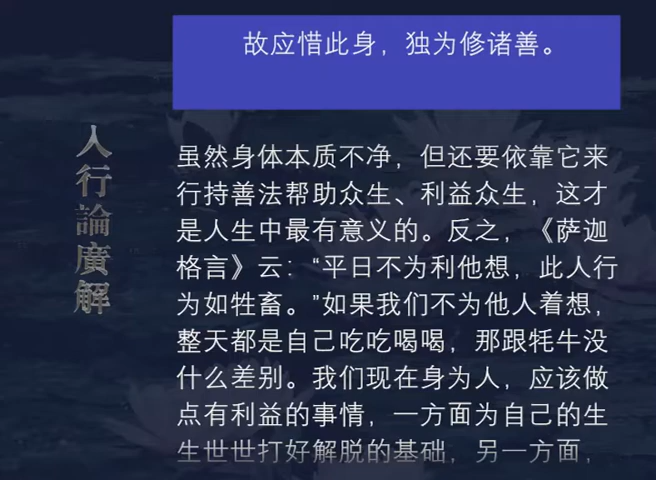 故应惜此身，独为修诸善。
人行論廣解
虽然身体本质不净，但还要依靠它来
行持善法帮助众生、利益众生，这才
是人生中最有意义的。反之，《萨迦
格言》云：“平日不为利他想，此人行
为如牲畜。”如果我们不为他人着想，
整天都是自己吃吃喝喝，那跟牦牛没
什么差别。我们现在身为人，应该做
点有利益的事情，一方面为自己的生
生世世打好解脱的基础，另一方面，